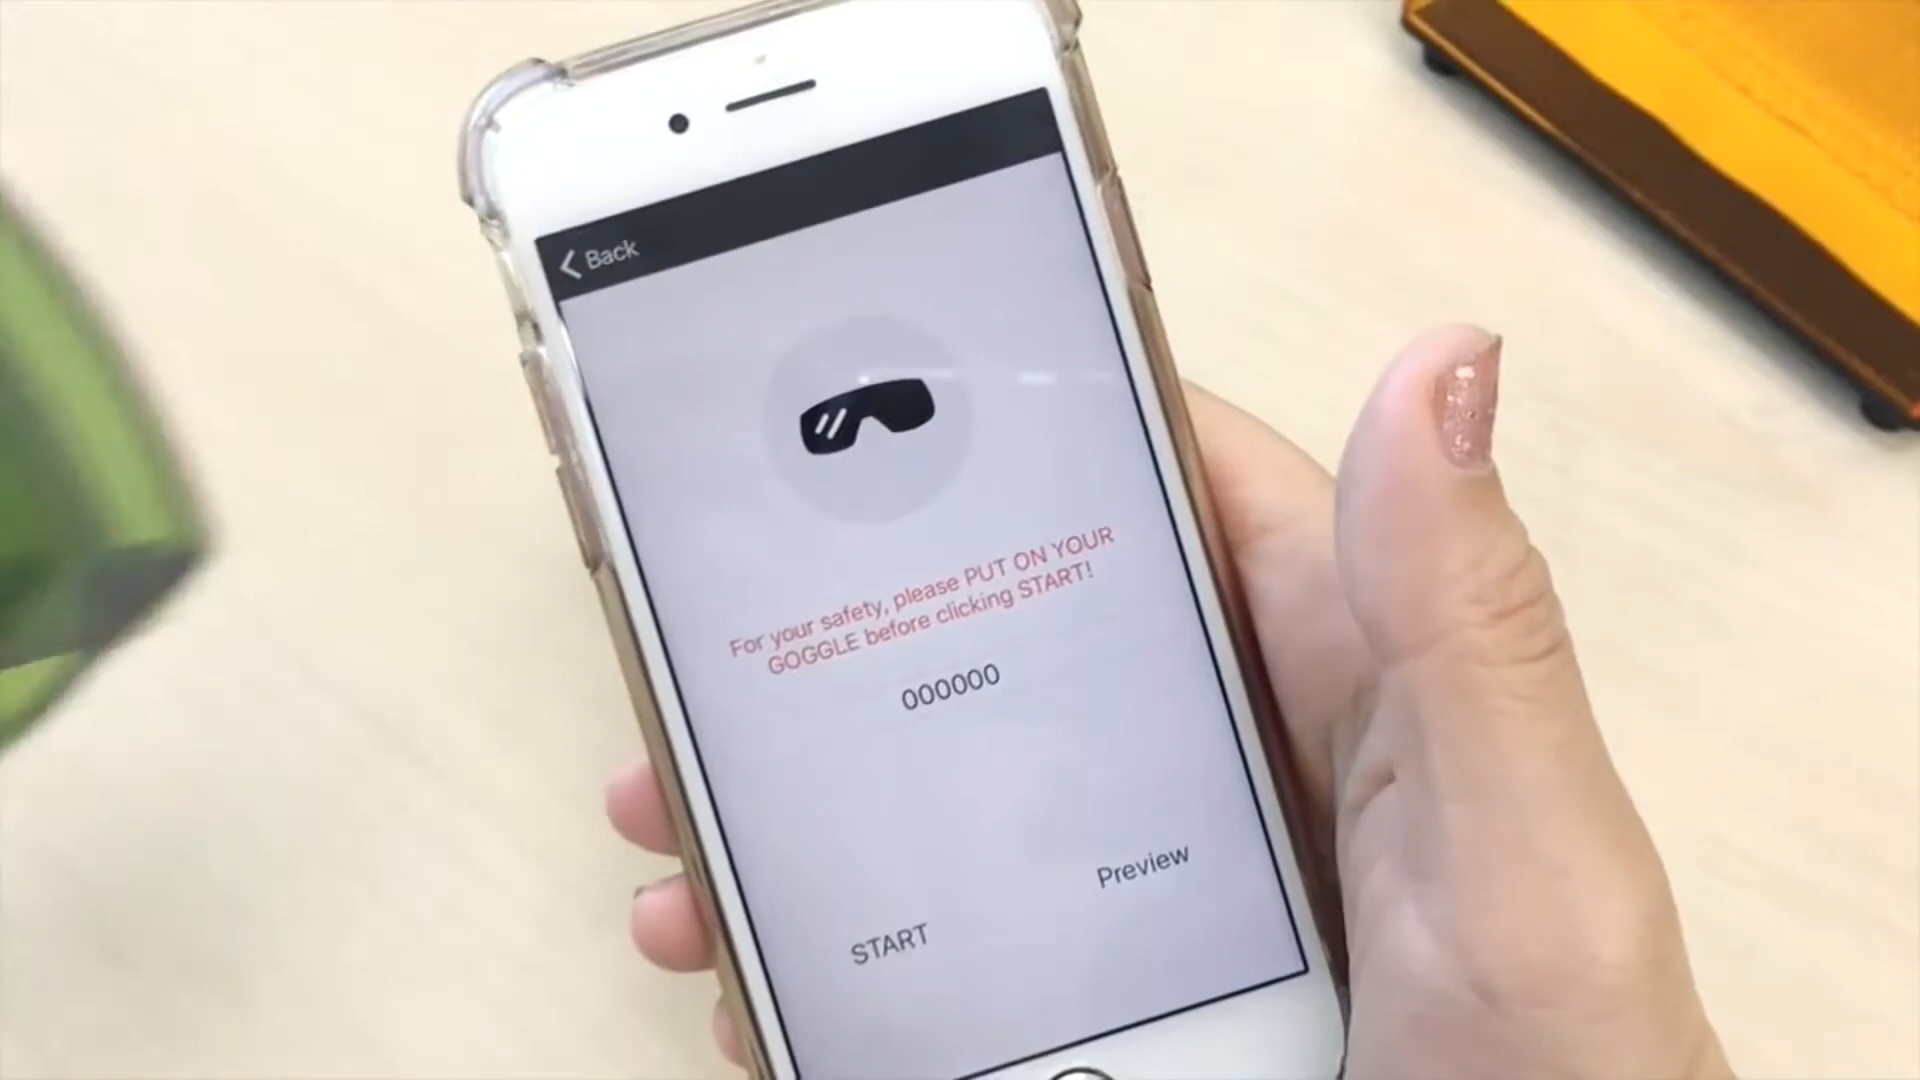 Back
For your safety, please PUT ON YOUR
GOGGLE before clicking START!
000000
Preview
START